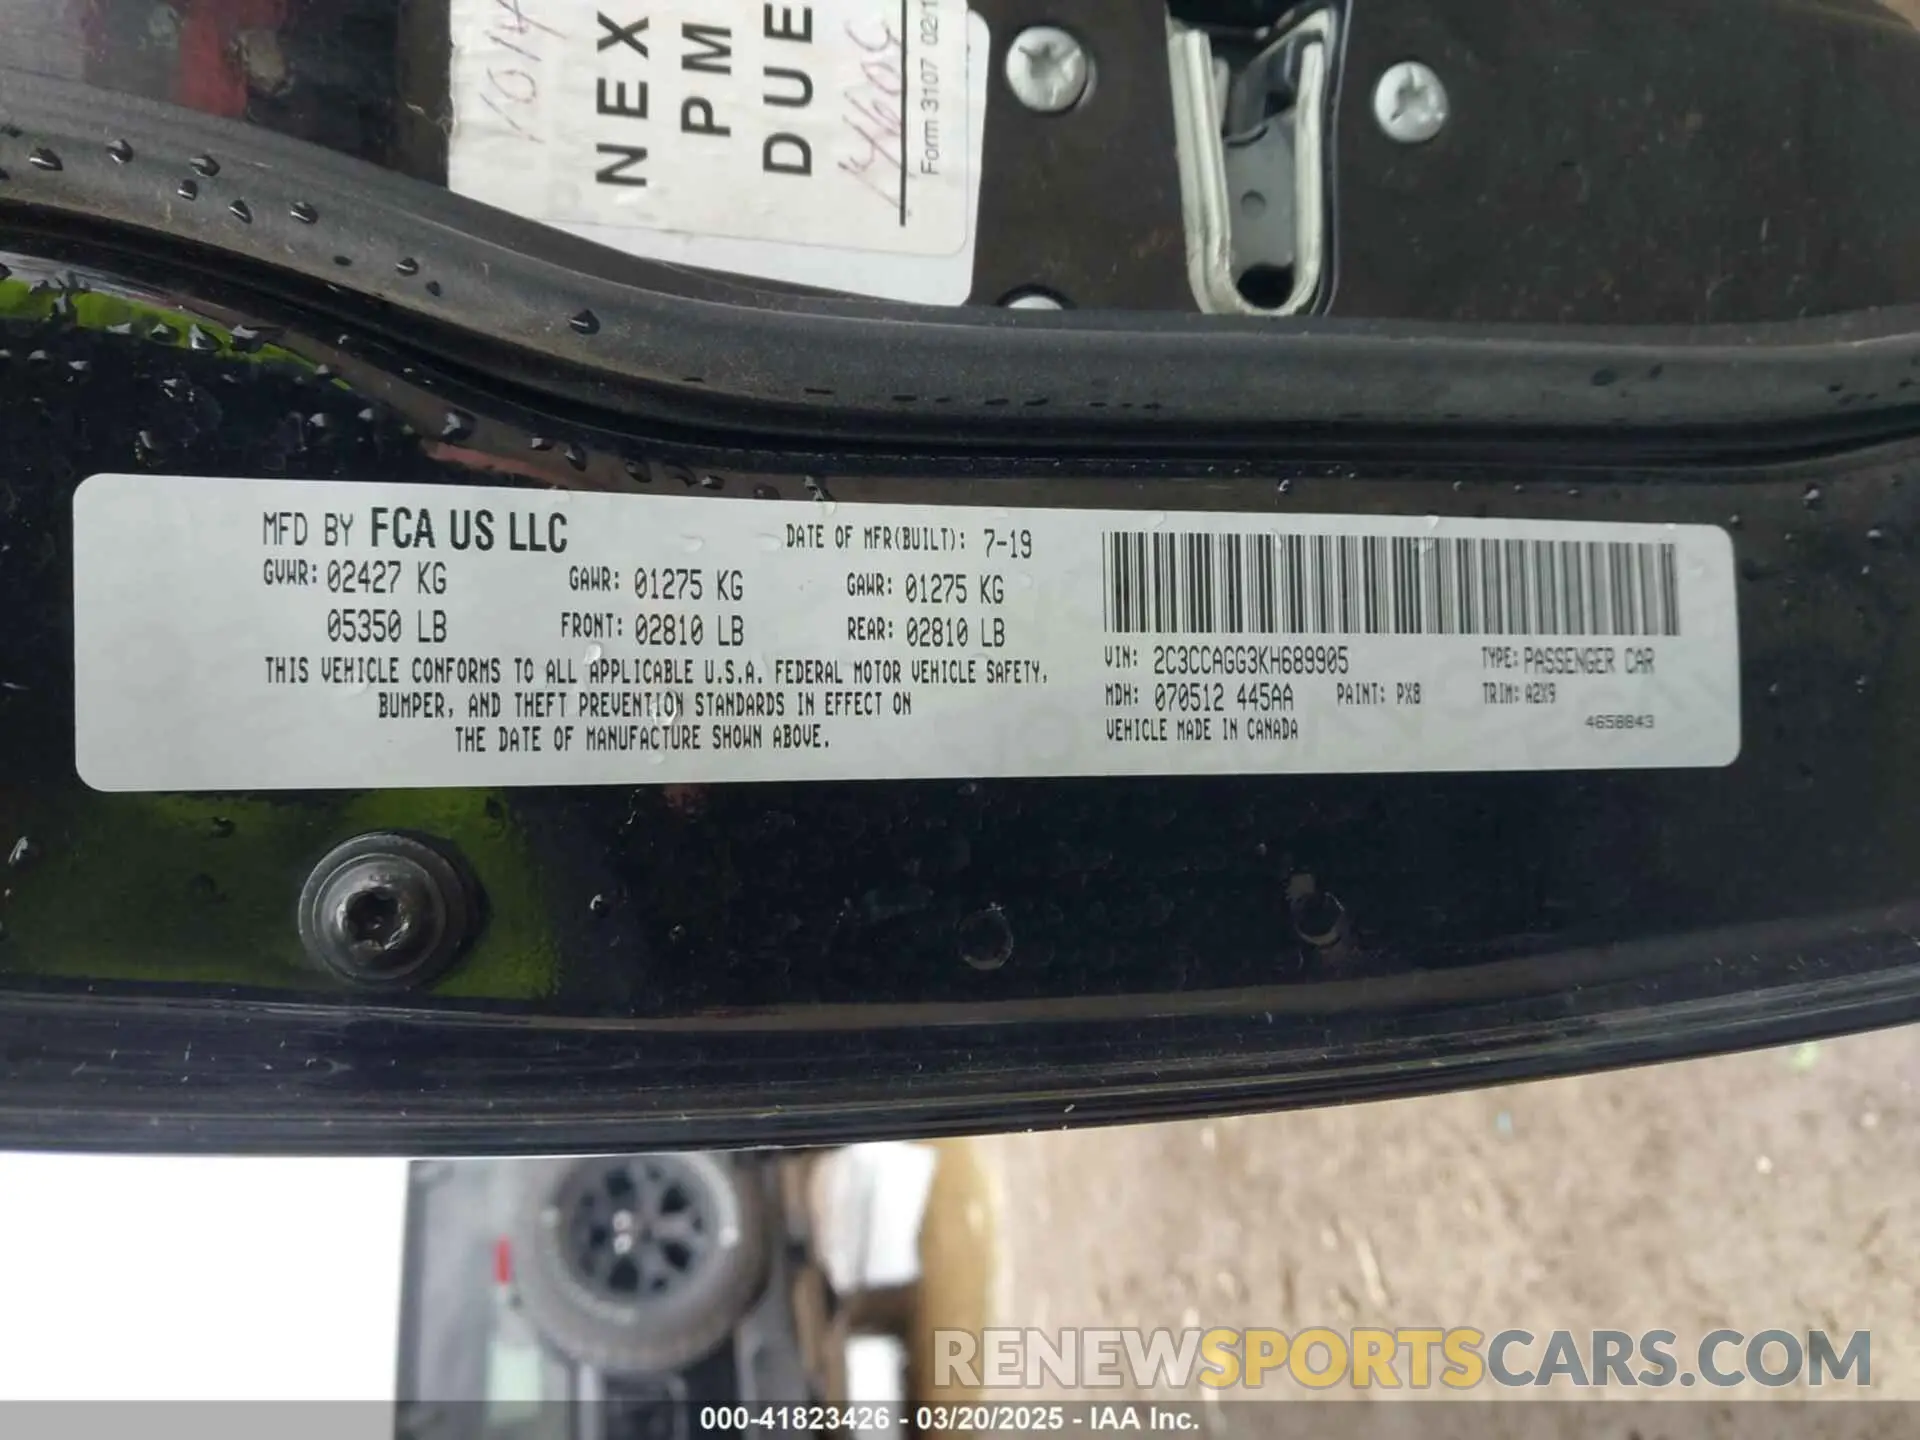 NEX
PM
DUE
Form 3107 02/1
MFD BY FCA US LLC
DATE OF MFR(BUILT): 7-19
GVWR: 02427 KG
05350 LB
GAWR: 01275 KG
FRONT: 02810 LB
GAWR: 01275 KG
REAR: 02810 LB
THIS VEHICLE CONFORMS TO ALL APPLICABLE U.S.A. FEDERAL MOTOR VEHICLE SAFETY,
BUMPER, AND THEFT PREVENTION STANDARDS IN EFFECT ON
THE DATE OF MANUFACTURE SHOWN ABOVE.
VIN: 2C3CCAGG3KH689905
TYPE: PASSENGER CAR
MDH: 070512 445AA
PAINT: PX8
TRIM: A2X9
VEHICLE MADE IN CANADA
4658843
RENEWSPORTSCARS.COM
000-41823426 - 03/20/2025 - IAA Inc.